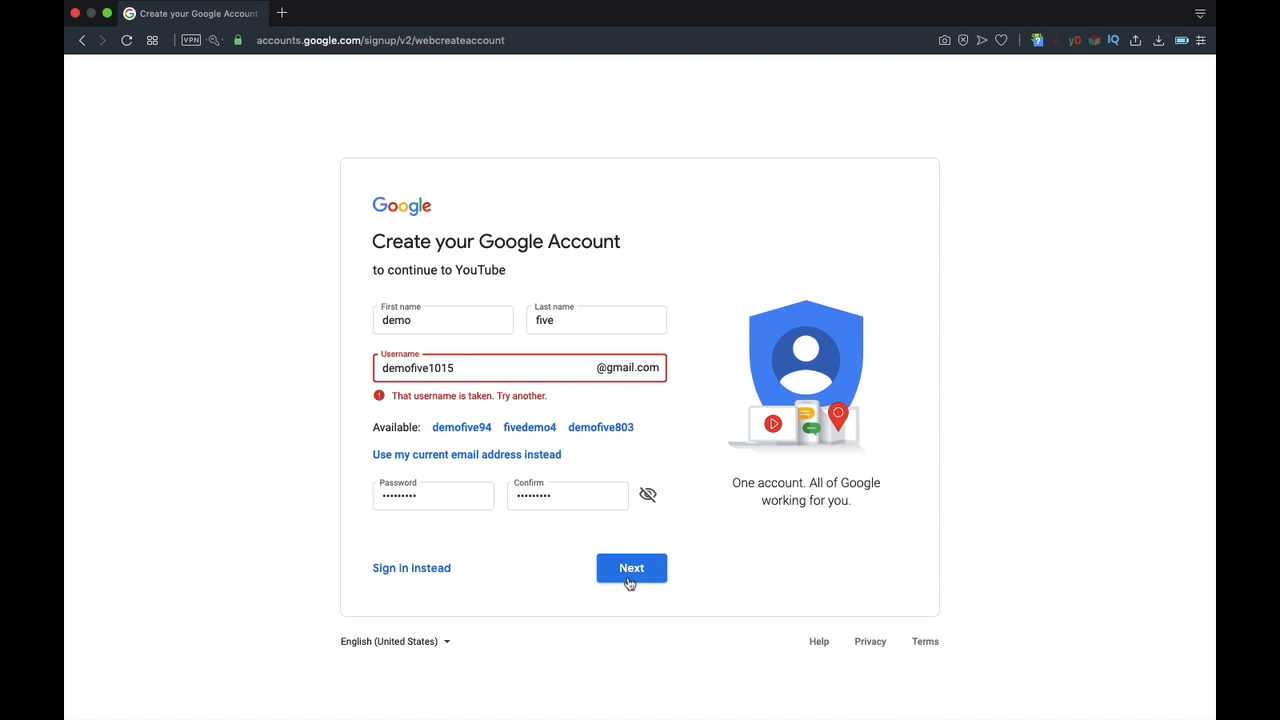 Create your Google Account
VPN
accounts.google.com/signup/v2/webcreateaccount
yD
IQ
Google
Create your Google Account
to continue to YouTube
First name
demo
Last name
five
Username
demofive1015
@gmail.com
That username is taken. Try another.
Available: demofive94 fivedemo4 demofive803
Use my current email address instead
Password
•••••••••
Confirm
•••••••••
Sign in instead
Next
One account. All of Google
working for you.
English (United States)
Help
Privacy
Terms